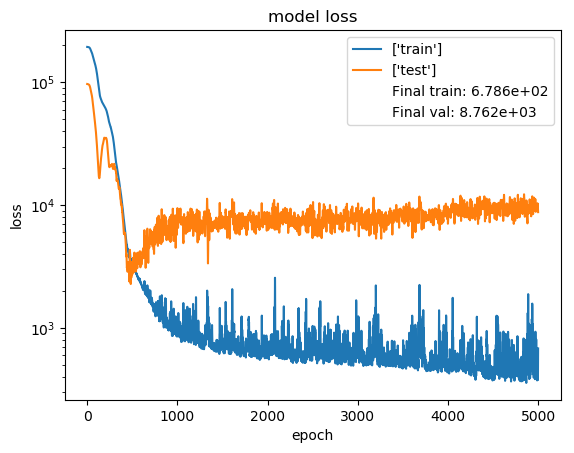 model loss
['train']
['test']
Final train: 6.786e+02
Final val: 8.762e+03
loss
10^5
10^4
10^3
0 1000 2000 3000 4000 5000
epoch